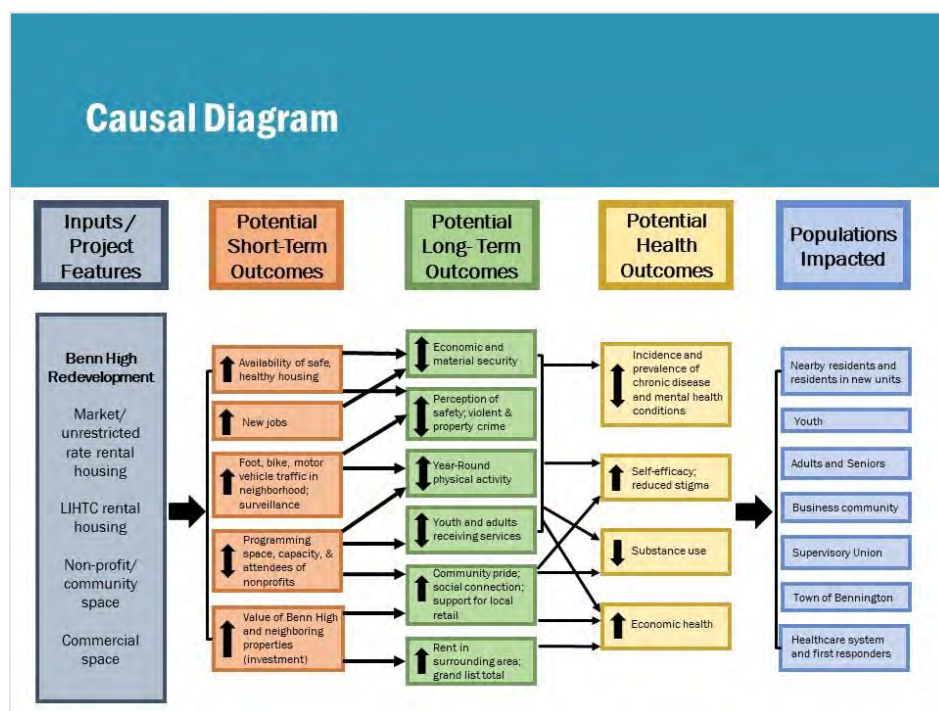 Causal Diagram
Inputs /
Project
Features
Potential
Short-Term
Outcomes
Potential
Long- Term
Outcomes
Potential
Health
Outcomes
Populations
Impacted
Benn High
Redevelopment
Market/
unrestricted
rate rental
housing
LIHTC rental
housing
Non-profit/
community
space
Commercial
space
Availability of safe,
healthy housing
New jobs
Foot, bike, motor
vehicle traffic in
neighborhood;
surveillance
Programming
space, capacity, &
attendees of
nonprofits
Value of Benn High
and neighboring
properties
(investment)
Economic and
material security
Perception of
safety; violent &
property crime
Year-Round
physical activity
Youth and adults
receiving services
Community pride;
social connection;
support for local
retail
Rent in
surrounding area;
grand list total
Incidence and
prevalence of
chronic disease
and mental health
conditions
Self-efficacy;
reduced stigma
Substance use
Economic health
Nearby residents and
residents in new units
Youth
Adults and Seniors
Business community
Supervisory Union
Town of Bennington
Healthcare system
and first responders